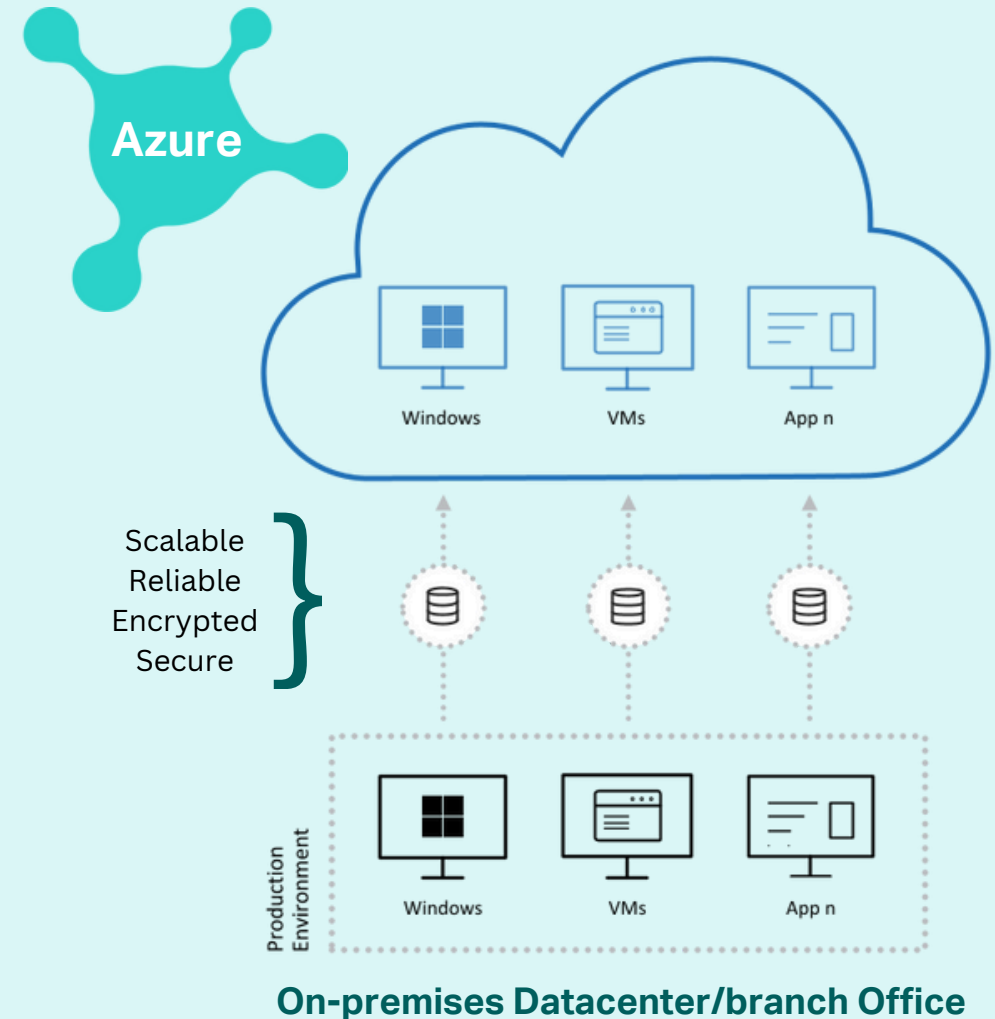 Azure
Windows
VMs
App n
Scalable
Reliable
Encrypted
Secure
Production
Environment
Windows
VMs
App n
On-premises Datacenter/branch Office